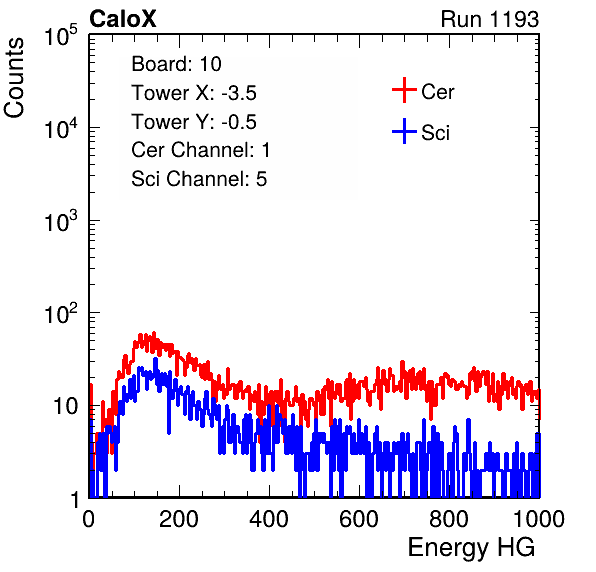 CaloX Run 1193
Counts
10^5
10^4
10^3
10^2
10
1
Board: 10
Tower X: -3.5
Tower Y: -0.5
Cer Channel: 1
Sci Channel: 5
Cer
Sci
0 200 400 600 800 1000
Energy HG